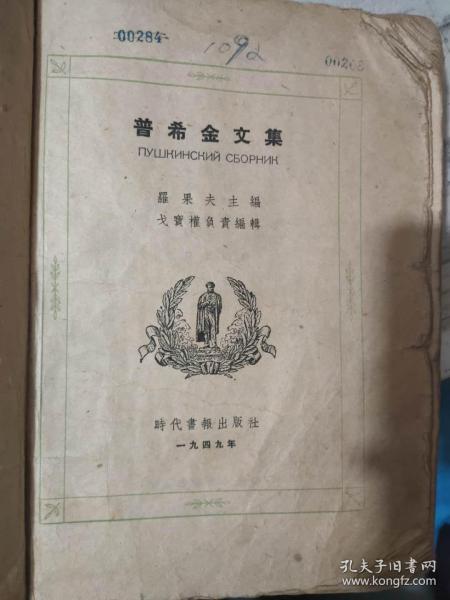 00284
1092
00268
普希金文集
ПУШКИНСКИЙ СБОРНИК
羅果夫主編
戈寶權負責編輯
時代書報出版社
一九四九年
孔夫子旧书网
www.kongfz.com